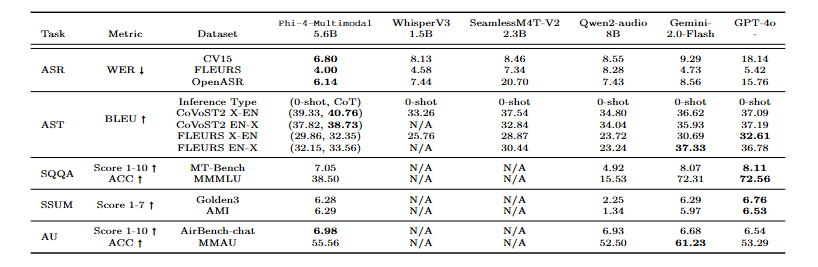 Task Metric Dataset Phi-4-Multimodal WhisperV3 SeamlessM4T-V2 Qwen2-audio Gemini- GPT-4o
5.6B 1.5B 2.3B 8B 2.0-Flash -
CV15 6.80 8.13 8.46 8.55 9.29 18.14
ASR WER ↓ FLEURS 4.00 4.58 7.34 8.28 4.73 5.42
OpenASR 6.14 7.44 20.70 7.43 8.56 15.76
Inference Type (0-shot, CoT) 0-shot 0-shot 0-shot 0-shot 0-shot
CoVoST2 X-EN (39.33, 40.76) 33.26 37.54 34.80 36.62 37.09
AST BLEU ↑ CoVoST2 EN-X (37.82, 38.73) N/A 32.84 34.04 35.93 37.19
FLEURS X-EN (29.86, 32.35) 25.76 28.87 23.72 30.69 32.61
FLEURS EN-X (32.15, 33.56) N/A 30.44 23.24 37.33 36.78
SQQA Score 1-10 ↑ MT-Bench 7.05 N/A N/A 4.92 8.07 8.11
ACC ↑ MMMLU 38.50 N/A N/A 15.53 72.31 72.56
SSUM Score 1-7 ↑ Golden3 6.28 N/A N/A 2.25 6.29 6.76
AMI 6.29 N/A N/A 1.34 5.97 6.53
AU Score 1-10 ↑ AirBench-chat 6.98 N/A N/A 6.93 6.68 6.54
ACC ↑ MMAU 55.56 N/A N/A 52.50 61.23 53.29